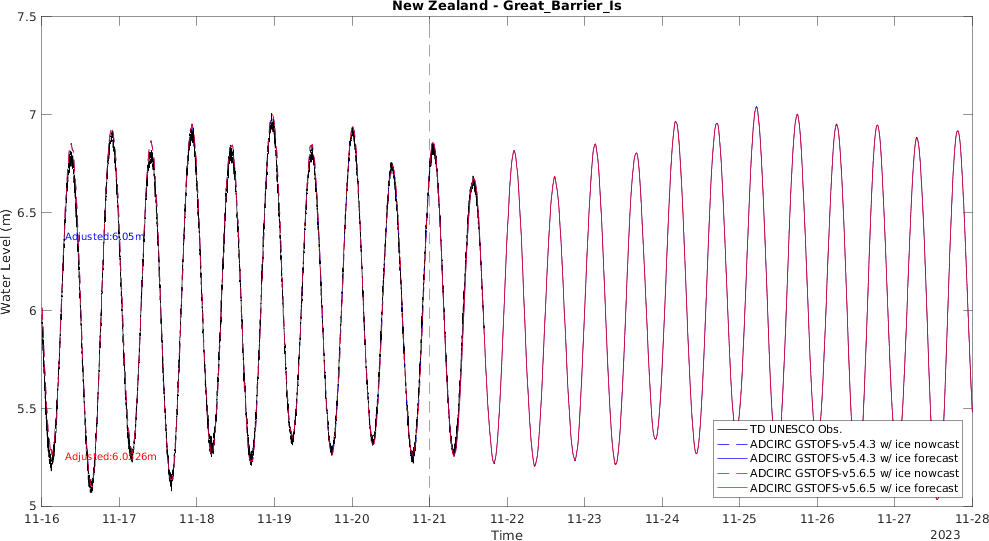 New Zealand - Great_Barrier_Is
7.5
7
6.5
6
5.5
5
Water Level (m)
Adjusted:6.05m
TD UNESCO Obs.
ADCIRC GSTOFS-v5.4.3 w/ ice nowcast
ADCIRC GSTOFS-v5.4.3 w/ ice forecast
ADCIRC GSTOFS-v5.6.5 w/ ice nowcast
ADCIRC GSTOFS-v5.6.5 w/ ice forecast
11-16 11-17 11-18 11-19 11-20 11-21 11-22 11-23 11-24 11-25 11-26 11-27 11-28
Time
2023